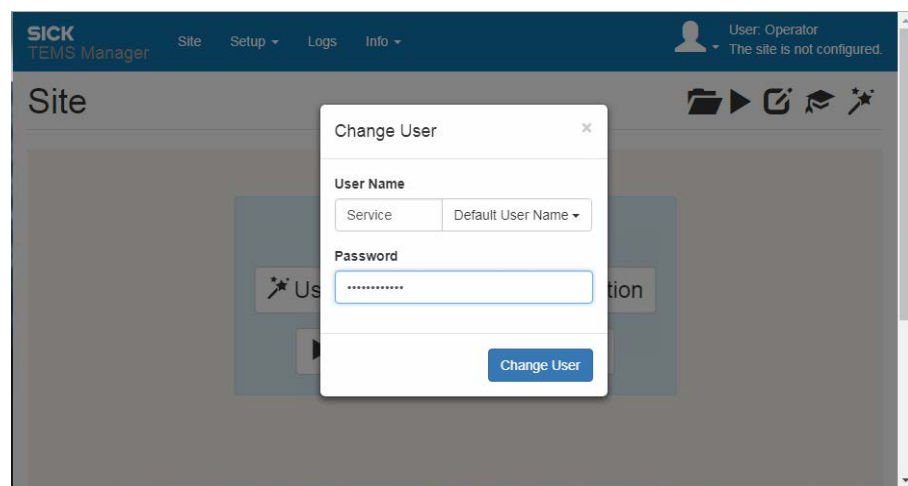 SICK
TEMS Manager
Site
Setup
Logs
Info
User: Operator
The site is not configured.
Site
Change User
×
User Name
Service
Default User Name
Password
••••••••••••
Us
tion
Change User